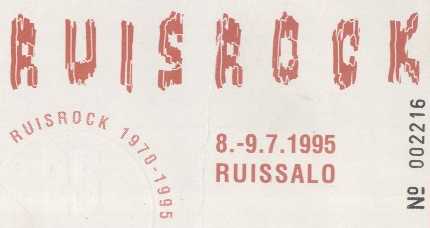 RUISROCK
RUISROCK 1970-1995
8.-9.7.1995
RUISSALO
Nº 002216